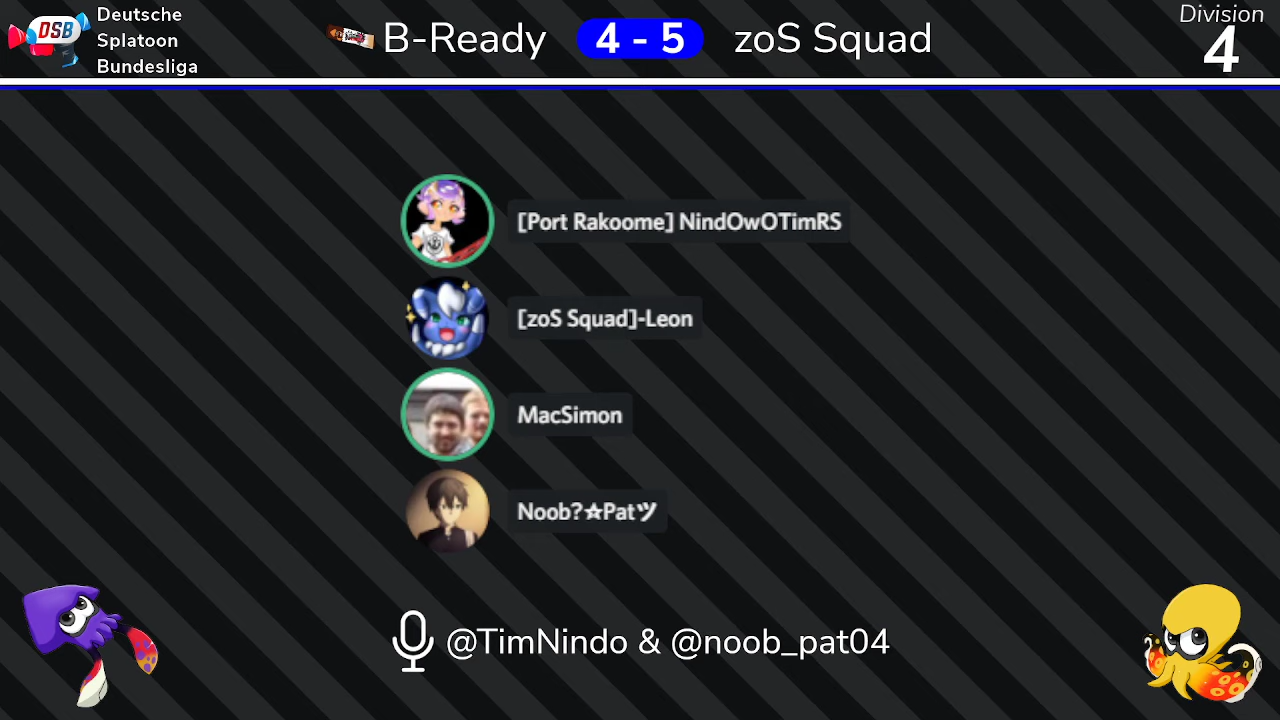 DSB
Deutsche
Splatoon
Bundesliga
B-Ready 4 - 5 zoS Squad
Division
4
[Port Rakoome] NindOwOTimRS
[zoS Squad]-Leon
MacSimon
Noob?☆Patツ
@TimNindo & @noob_pat04